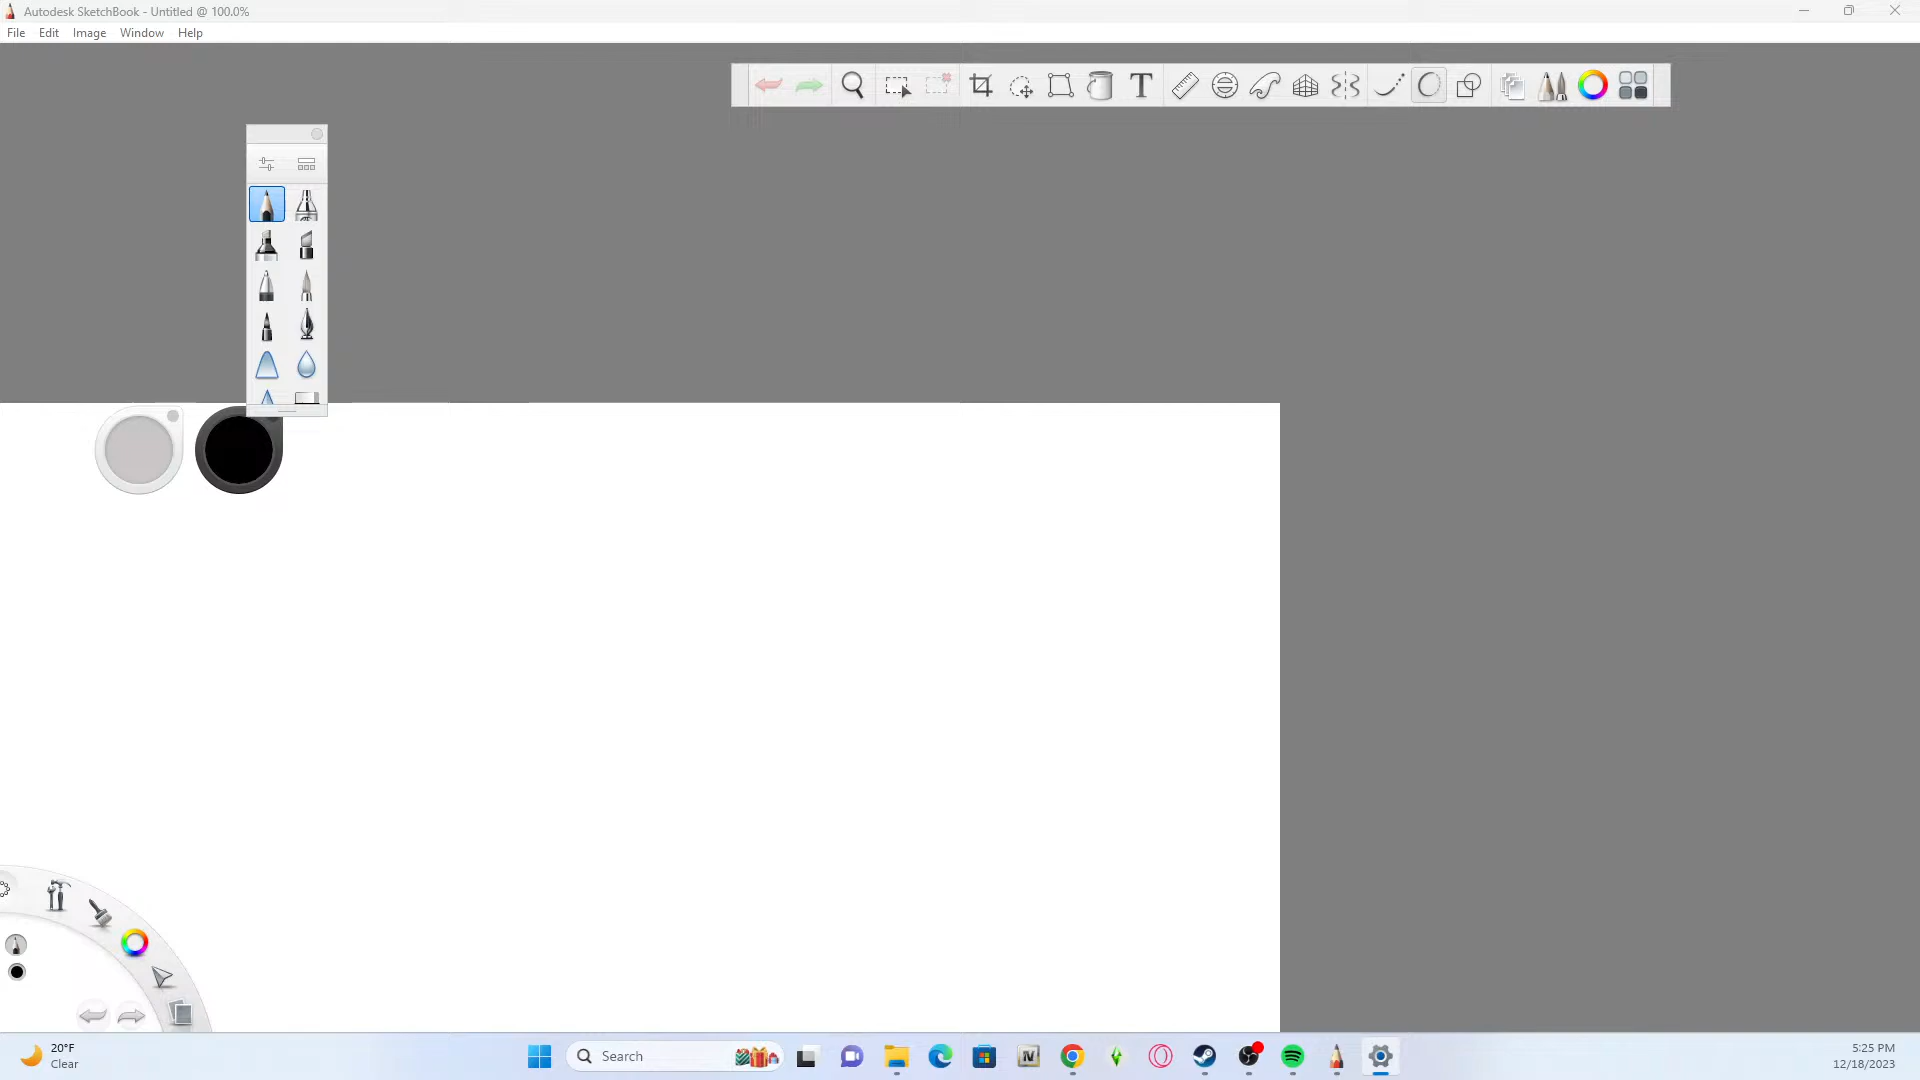 Autodesk SketchBook - Untitled @ 100.0%
File Edit Image Window Help
T
20°F
Clear
Search
5:25 PM
12/18/2023